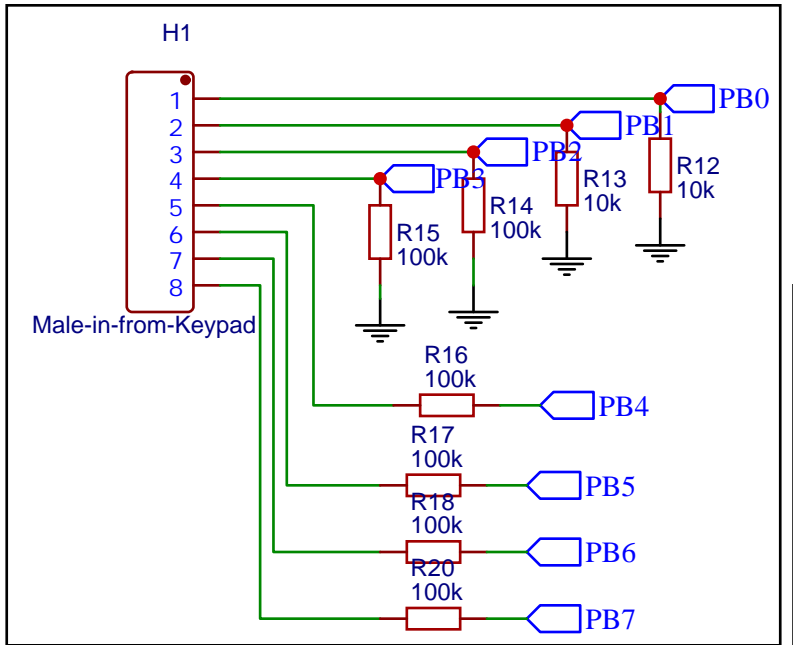 H1
1
2
3
4
5
6
7
8
Male-in-from-Keypad
PB0
PB1
PB2
PB3
R12
10k
R13
10k
R14
100k
R15
100k
R16
100k
PB4
R17
100k
PB5
R18
100k
PB6
R20
100k
PB7